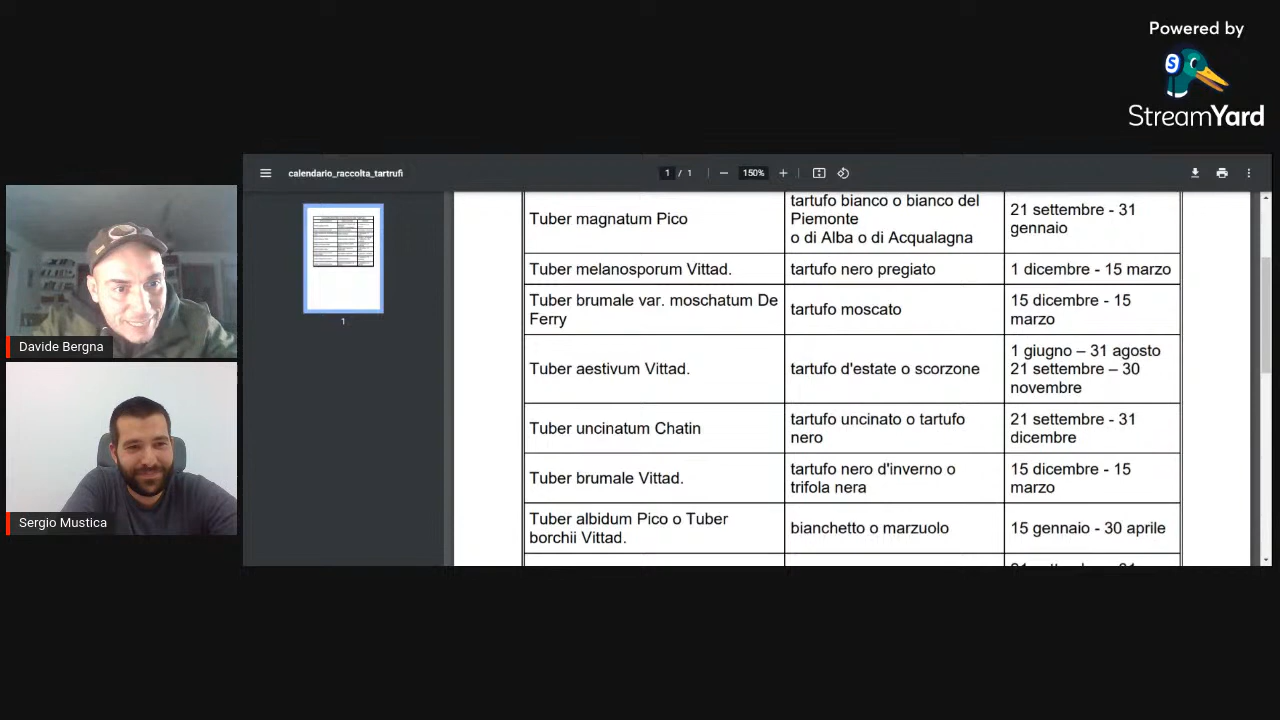 Powered by
S
StreamYard
calendario_raccolta_tartrufi
1 / 1
150%
1
Tuber magnatum Pico
tartufo bianco o bianco del
Piemonte
o di Alba o di Acqualagna
21 settembre - 31
gennaio
Tuber melanosporum Vittad.
tartufo nero pregiato
1 dicembre - 15 marzo
Tuber brumale var. moschatum De
Ferry
tartufo moscato
15 dicembre - 15
marzo
Tuber aestivum Vittad.
tartufo d'estate o scorzone
1 giugno – 31 agosto
21 settembre – 30
novembre
Tuber uncinatum Chatin
tartufo uncinato o tartufo
nero
21 settembre - 31
dicembre
Tuber brumale Vittad.
tartufo nero d'inverno o
trifola nera
15 dicembre - 15
marzo
Tuber albidum Pico o Tuber
borchii Vittad.
bianchetto o marzuolo
15 gennaio - 30 aprile
Davide Bergna
Sergio Mustica